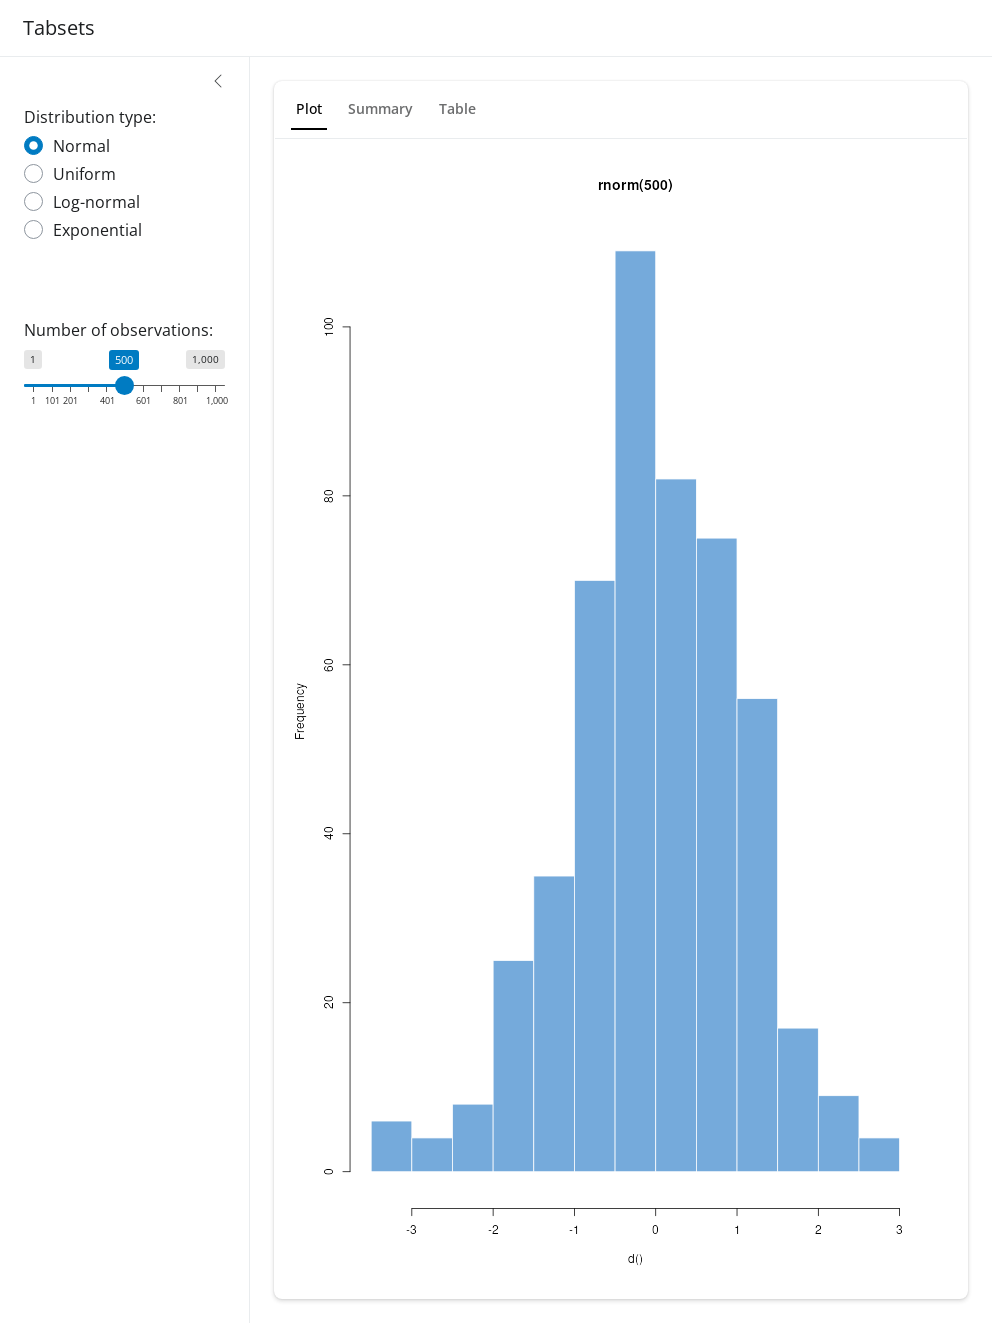 Tabsets
Distribution type:
Normal
Uniform
Log-normal
Exponential
Number of observations:
1 500 1,000
1 101 201 401 601 801 1,000
Plot Summary Table
rnorm(500)
Frequency
100
80
60
40
20
0
-3 -2 -1 0 1 2 3
d()